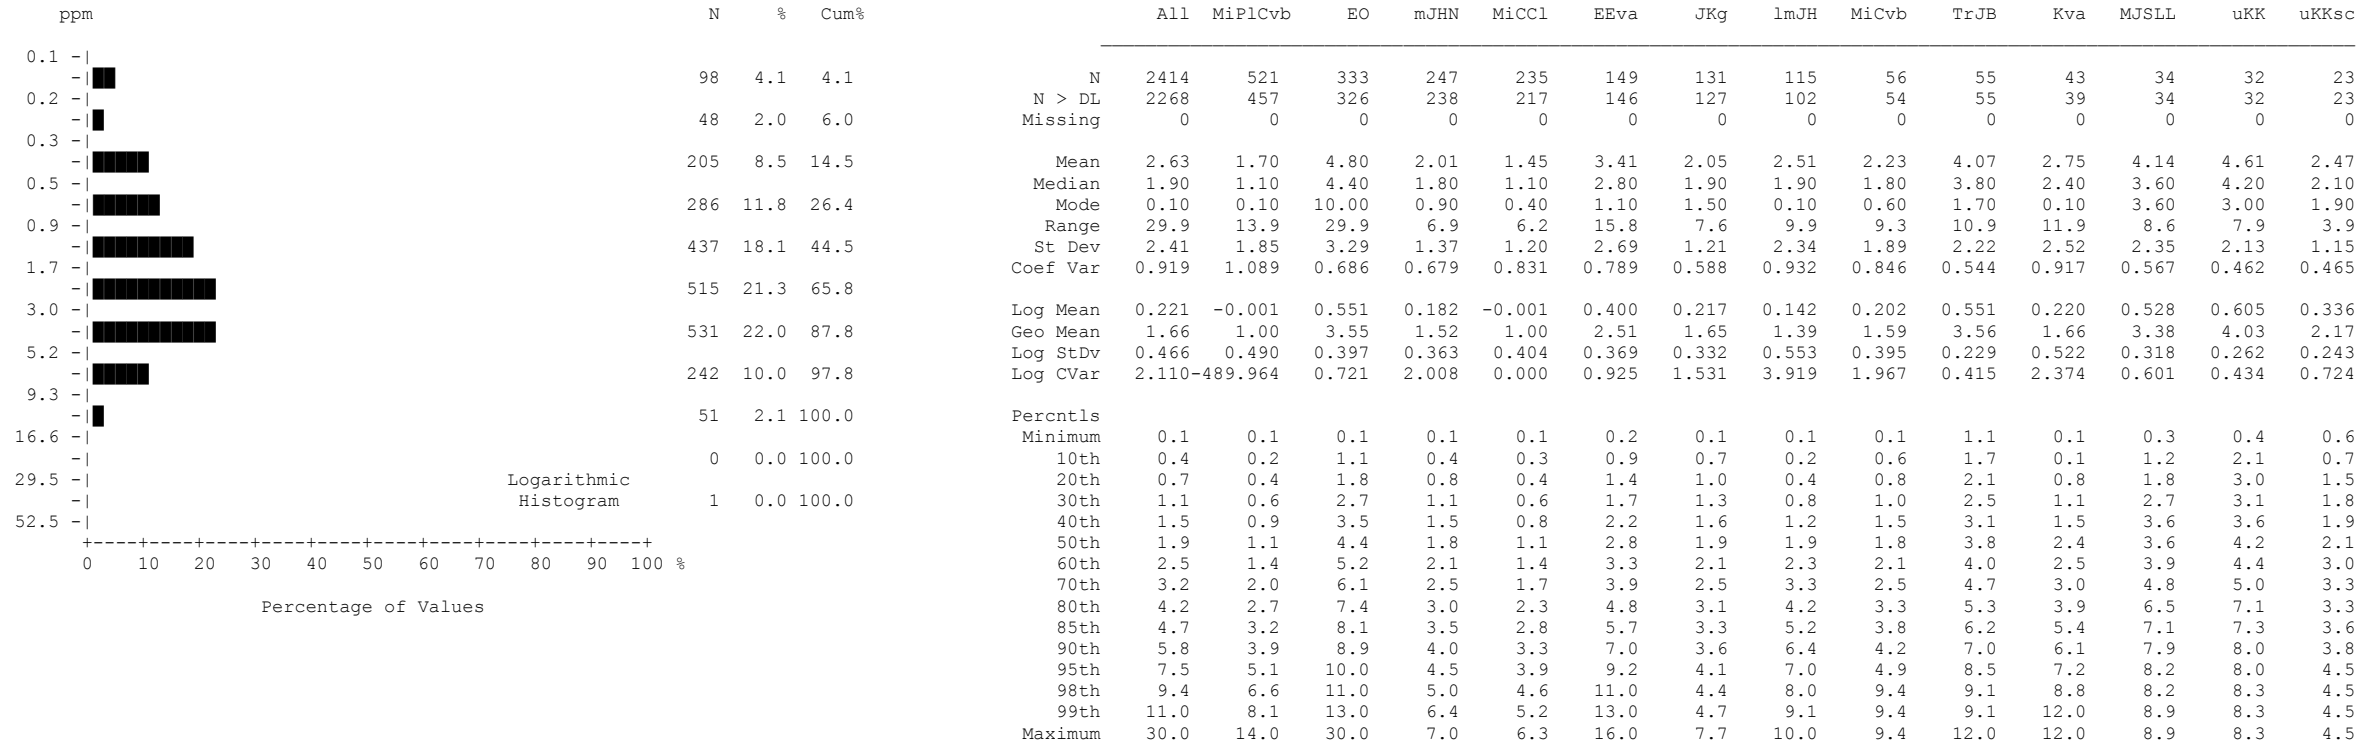 ppm N % Cum% All MiPlCvb EO mJHN MiCCl EEva JKg lmJH MiCvb TrJB Kva MJSLL uKK uKKsc
0.1 -|
-| 98 4.1 4.1 N 2414 521 333 247 235 149 131 115 56 55 43 34 32 23
0.2 -| N > DL 2268 457 326 238 217 146 127 102 54 55 39 34 32 23
-| 48 2.0 6.0 Missing 0 0 0 0 0 0 0 0 0 0 0 0 0 0
0.3 -|
-| 205 8.5 14.5 Mean 2.63 1.70 4.80 2.01 1.45 3.41 2.05 2.51 2.23 4.07 2.75 4.14 4.61 2.47
0.5 -| Median 1.90 1.10 4.40 1.80 1.10 2.80 1.90 1.90 1.80 3.80 2.40 3.60 4.20 2.10
-| 286 11.8 26.4 Mode 0.10 0.10 10.00 0.90 0.40 1.10 1.50 0.10 0.60 1.70 0.10 3.60 3.00 1.90
0.9 -| Range 29.9 13.9 29.9 6.9 6.2 15.8 7.6 9.9 9.3 10.9 11.9 8.6 7.9 3.9
-| 437 18.1 44.5 St Dev 2.41 1.85 3.29 1.37 1.20 2.69 1.21 2.34 1.89 2.22 2.52 2.35 2.13 1.15
1.7 -| Coef Var 0.919 1.089 0.686 0.679 0.831 0.789 0.588 0.932 0.846 0.544 0.917 0.567 0.462 0.465
-| 515 21.3 65.8
3.0 -| Log Mean 0.221 -0.001 0.551 0.182 -0.001 0.400 0.217 0.142 0.202 0.551 0.220 0.528 0.605 0.336
-| 531 22.0 87.8 Geo Mean 1.66 1.00 3.55 1.52 1.00 2.51 1.65 1.39 1.59 3.56 1.66 3.38 4.03 2.17
5.2 -| Log StDv 0.466 0.490 0.397 0.363 0.404 0.369 0.332 0.553 0.395 0.229 0.522 0.318 0.262 0.243
-| 242 10.0 97.8 Log CVar 2.110-489.964 0.721 2.008 0.000 0.925 1.531 3.919 1.967 0.415 2.374 0.601 0.434 0.724
9.3 -|
-| 51 2.1 100.0 Percntls
16.6 -| Minimum 0.1 0.1 0.1 0.1 0.1 0.2 0.1 0.1 0.1 1.1 0.1 0.3 0.4 0.6
-| 0 0.0 100.0 10th 0.4 0.2 1.1 0.4 0.3 0.9 0.7 0.2 0.6 1.7 0.1 1.2 2.1 0.7
29.5 -| Logarithmic 20th 0.7 0.4 1.8 0.8 0.4 1.4 1.0 0.4 0.8 2.1 0.8 1.8 3.0 1.5
-| Histogram 1 0.0 100.0 30th 1.1 0.6 2.7 1.1 0.6 1.7 1.3 0.8 1.0 2.5 1.1 2.7 3.1 1.8
52.5 -| 40th 1.5 0.9 3.5 1.5 0.8 2.2 1.6 1.2 1.5 3.1 1.5 3.6 3.6 1.9
+----+----+----+----+----+----+----+----+----+----+ 50th 1.9 1.1 4.4 1.8 1.1 2.8 1.9 1.9 1.8 3.8 2.4 3.6 4.2 2.1
0 10 20 30 40 50 60 70 80 90 100 % 60th 2.5 1.4 5.2 2.1 1.4 3.3 2.1 2.3 2.1 4.0 2.5 3.9 4.4 3.0
70th 3.2 2.0 6.1 2.5 1.7 3.9 2.5 3.3 2.5 4.7 3.0 4.8 5.0 3.3
Percentage of Values 80th 4.2 2.7 7.4 3.0 2.3 4.8 3.1 4.2 3.3 5.3 3.9 6.5 7.1 3.3
85th 4.7 3.2 8.1 3.5 2.8 5.7 3.3 5.2 3.8 6.2 5.4 7.1 7.3 3.6
90th 5.8 3.9 8.9 4.0 3.3 7.0 3.6 6.4 4.2 7.0 6.1 7.9 8.0 3.8
95th 7.5 5.1 10.0 4.5 3.9 9.2 4.1 7.0 4.9 8.5 7.2 8.2 8.0 4.5
98th 9.4 6.6 11.0 5.0 4.6 11.0 4.4 8.0 9.4 9.1 8.8 8.2 8.3 4.5
99th 11.0 8.1 13.0 6.4 5.2 13.0 4.7 9.1 9.4 9.1 12.0 8.9 8.3 4.5
Maximum 30.0 14.0 30.0 7.0 6.3 16.0 7.7 10.0 9.4 12.0 12.0 8.9 8.3 4.5